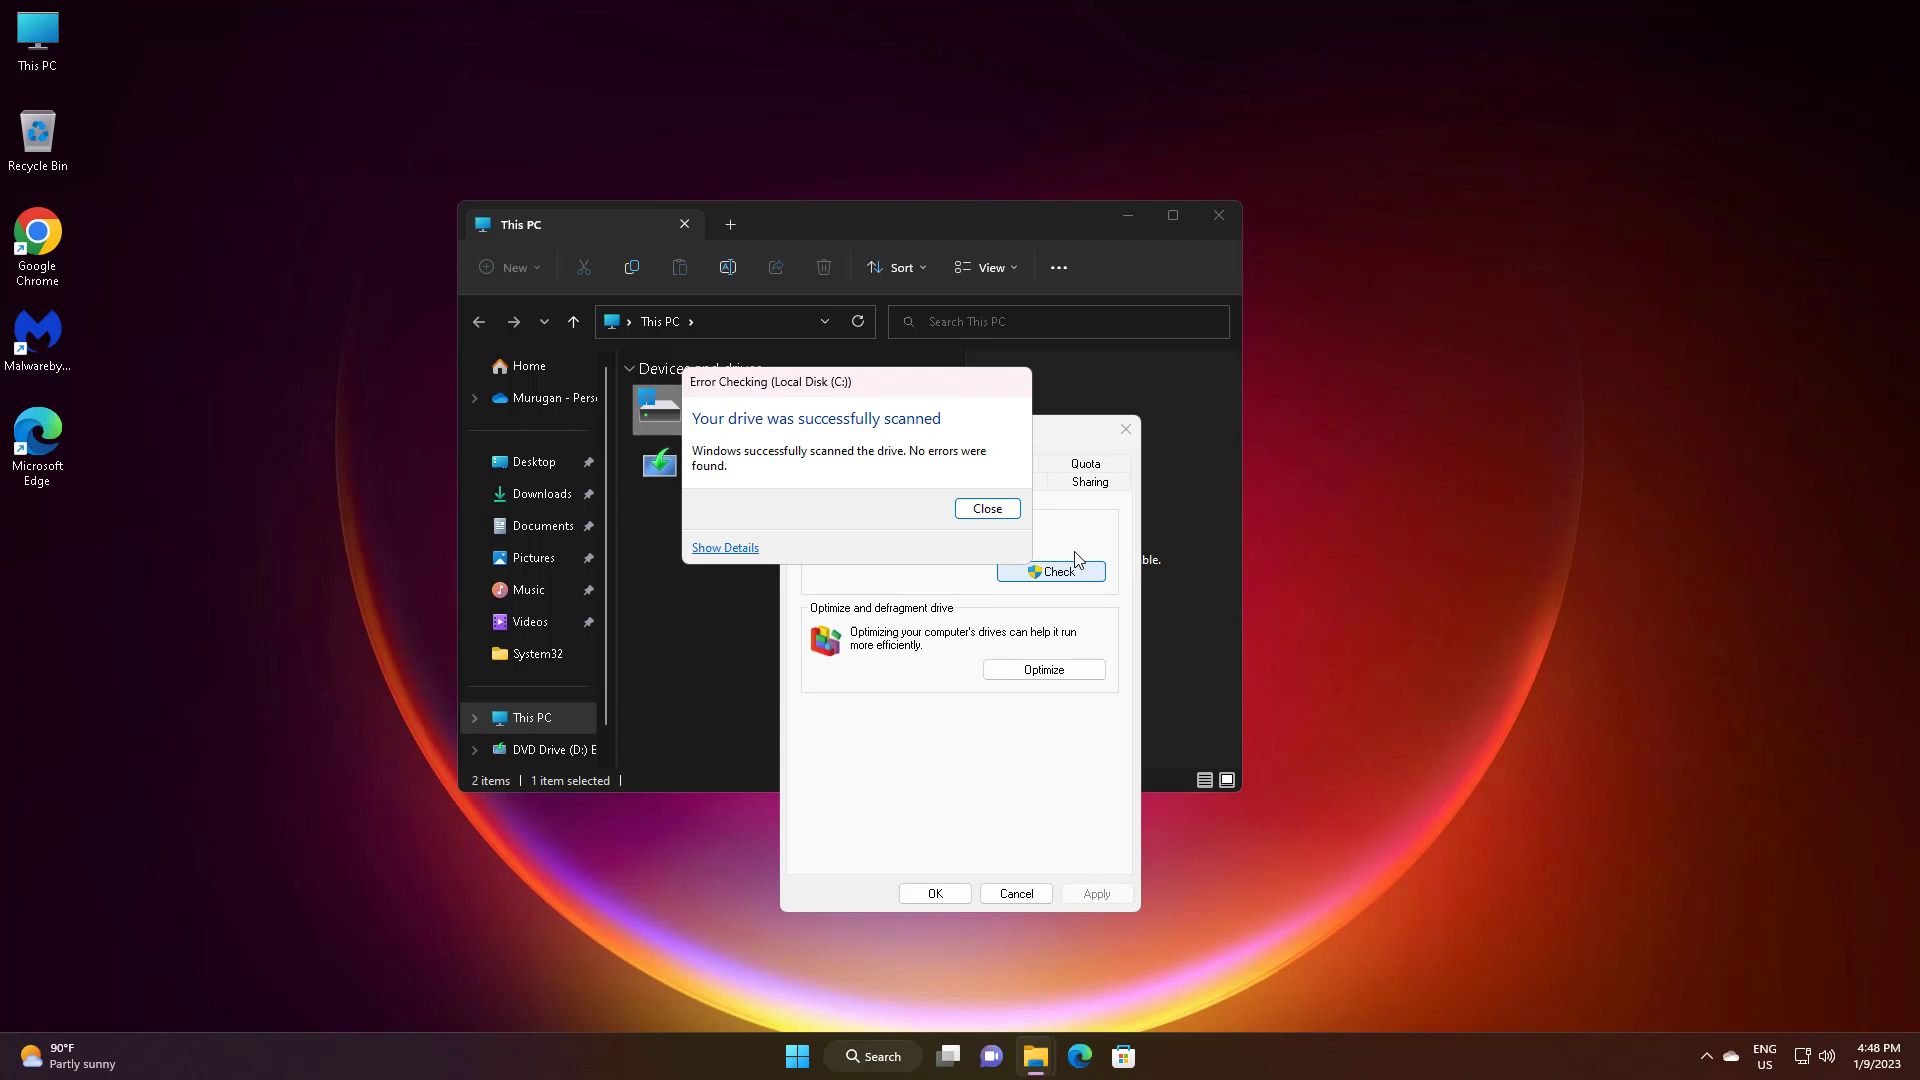 This PC
Recycle Bin
Google
Chrome
Malwareby...
Microsoft
Edge
This PC
New
Sort
View
This PC
Search This PC
Home
Murugan - Pers
Desktop
Downloads
Documents
Pictures
Music
Videos
System32
This PC
DVD Drive (D:) E
2 items
1 item selected
Error Checking (Local Disk (C:))
Your drive was successfully scanned
Windows successfully scanned the drive. No errors were
found.
Close
Show Details
Quota
Sharing
ble.
Check
Optimize and defragment drive
Optimizing your computer's drives can help it run
more efficiently.
Optimize
OK
Cancel
Apply
90°F
Partly sunny
Search
ENG
US
4:48 PM
1/9/2023